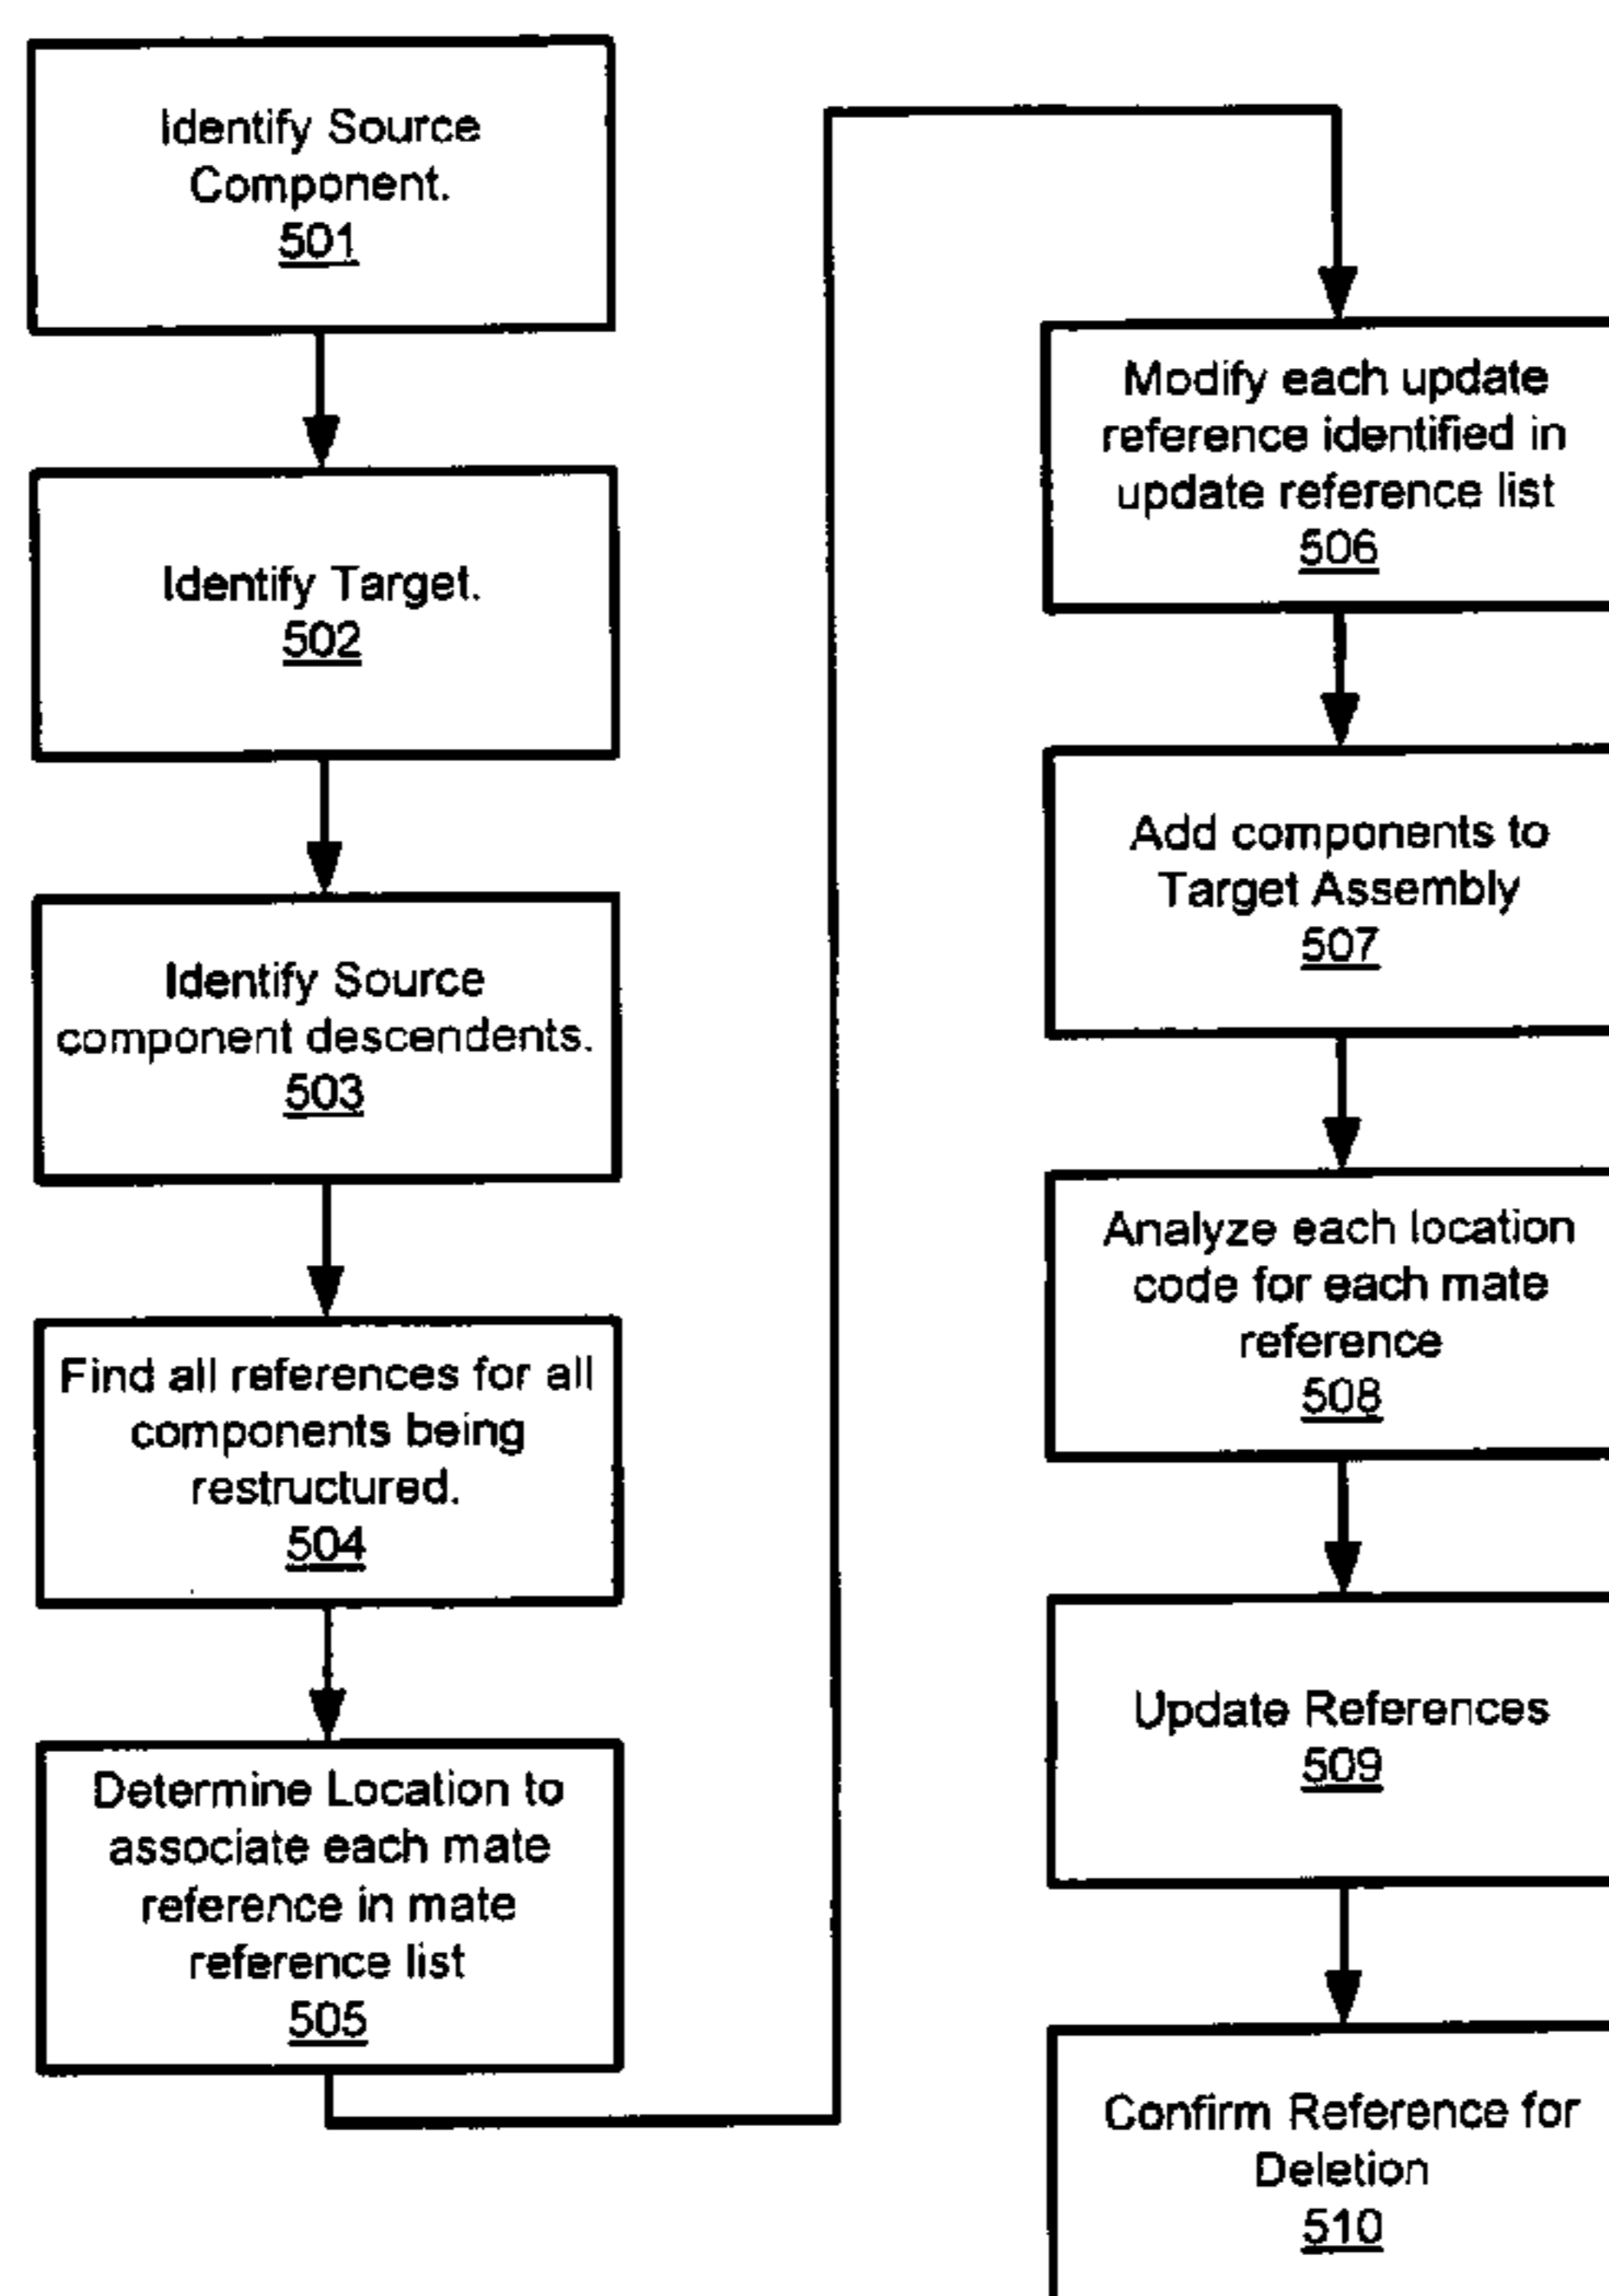 Identify Source
Component.
501
Identify Target.
502
Identify Source
component descendents.
503
Find all references for all
components being
restructured.
504
Determine Location to
associate each mate
reference in mate
reference list
505
Modify each update
reference identified in
update reference list
506
Add components to
Target Assembly
507
Analyze each location
code for each mate
reference
508
Update References
509
Confirm Reference for
Deletion
510